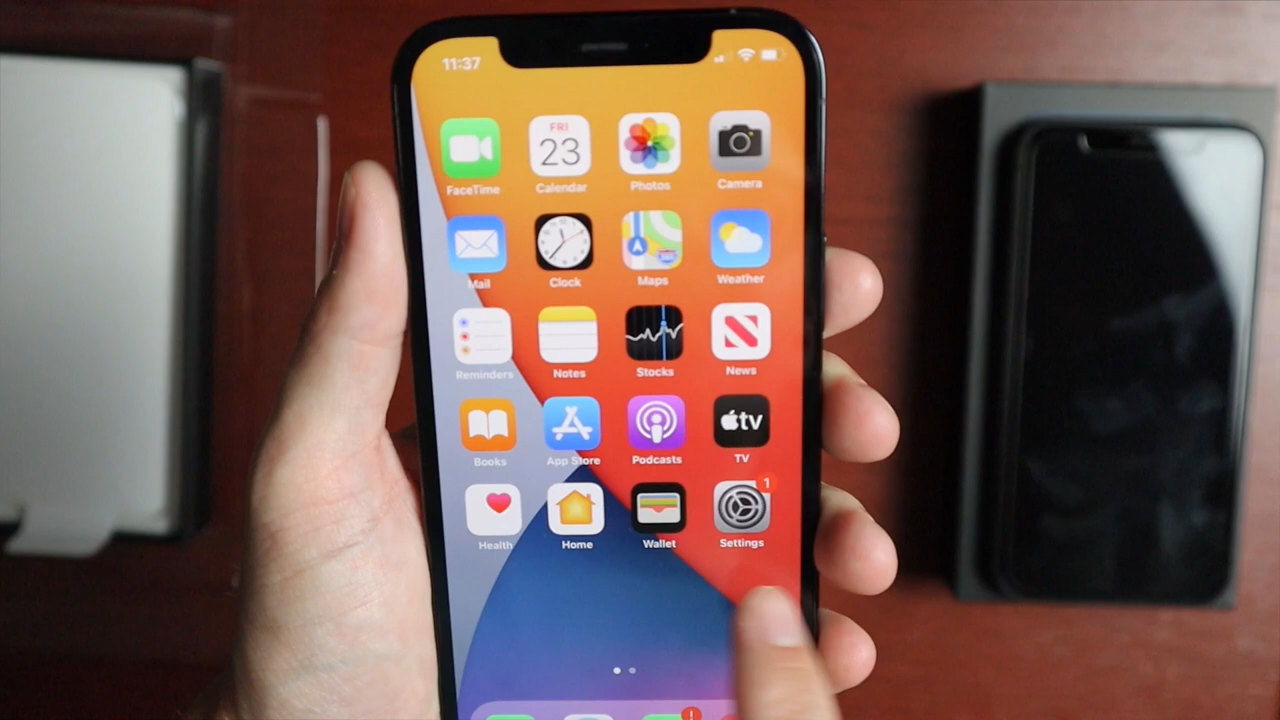 11:37
FRI
23
FaceTime Calendar Photos Camera
Mail Clock Maps Weather
280
Reminders Notes Stocks News
tv
Books App Store Podcasts TV
1
Health Home Wallet Settings
!